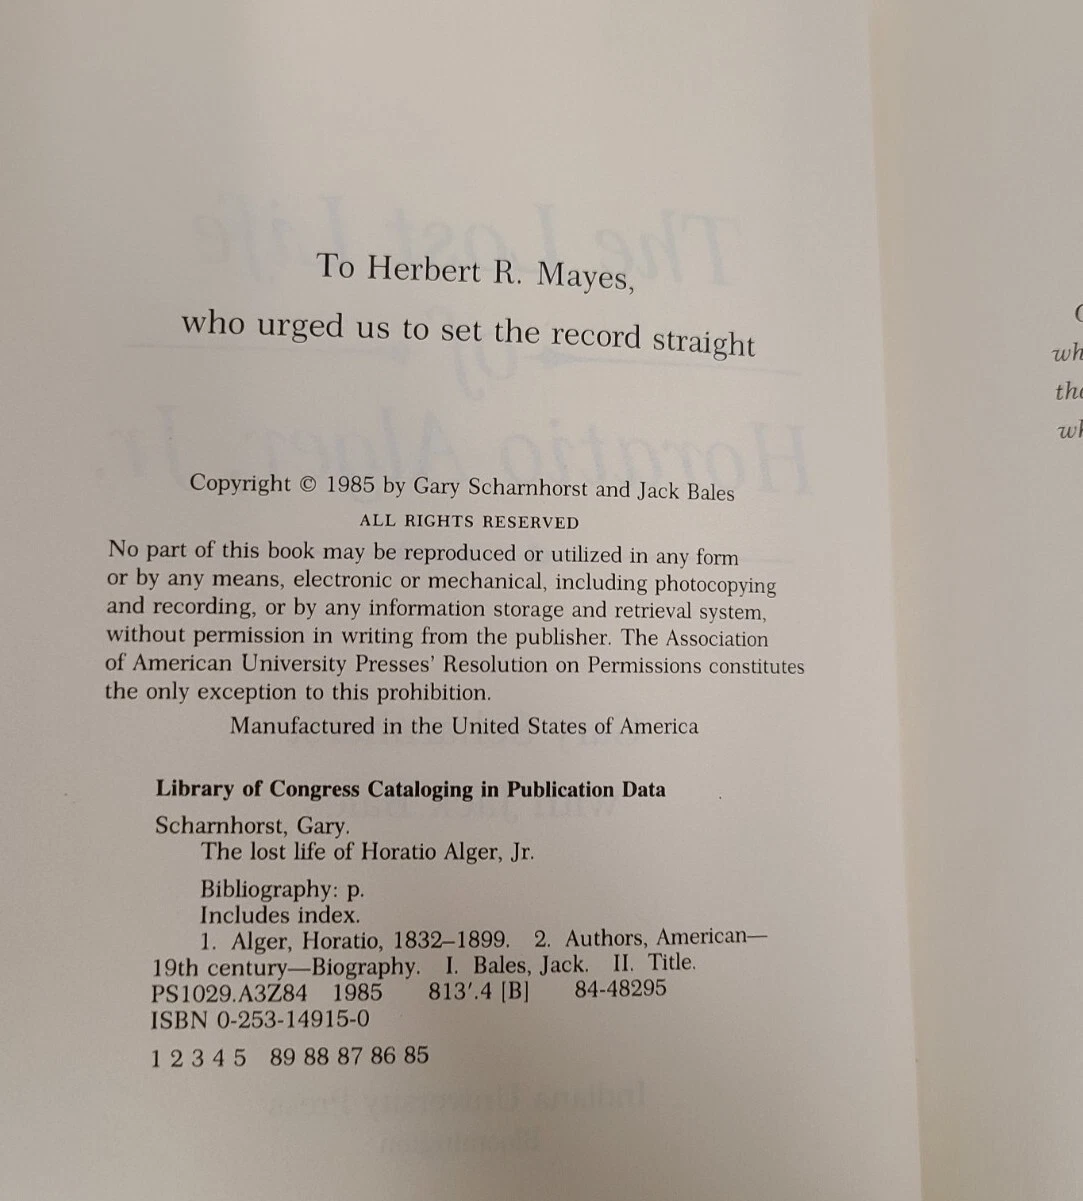 To Herbert R. Mayes,
who urged us to set the record straight
Copyright © 1985 by Gary Scharnhorst and Jack Bales
ALL RIGHTS RESERVED
No part of this book may be reproduced or utilized in any form
or by any means, electronic or mechanical, including photocopying
and recording, or by any information storage and retrieval system,
without permission in writing from the publisher. The Association
of American University Presses' Resolution on Permissions constitutes
the only exception to this prohibition.
Manufactured in the United States of America
Library of Congress Cataloging in Publication Data
Scharnhorst, Gary.
The lost life of Horatio Alger, Jr.
Bibliography: p.
Includes index.
1. Alger, Horatio, 1832–1899. 2. Authors, American—
19th century—Biography. I. Bales, Jack. II. Title.
PS1029.A3Z84 1985 813′.4 [B] 84-48295
ISBN 0-253-14915-0
1 2 3 4 5 89 88 87 86 85